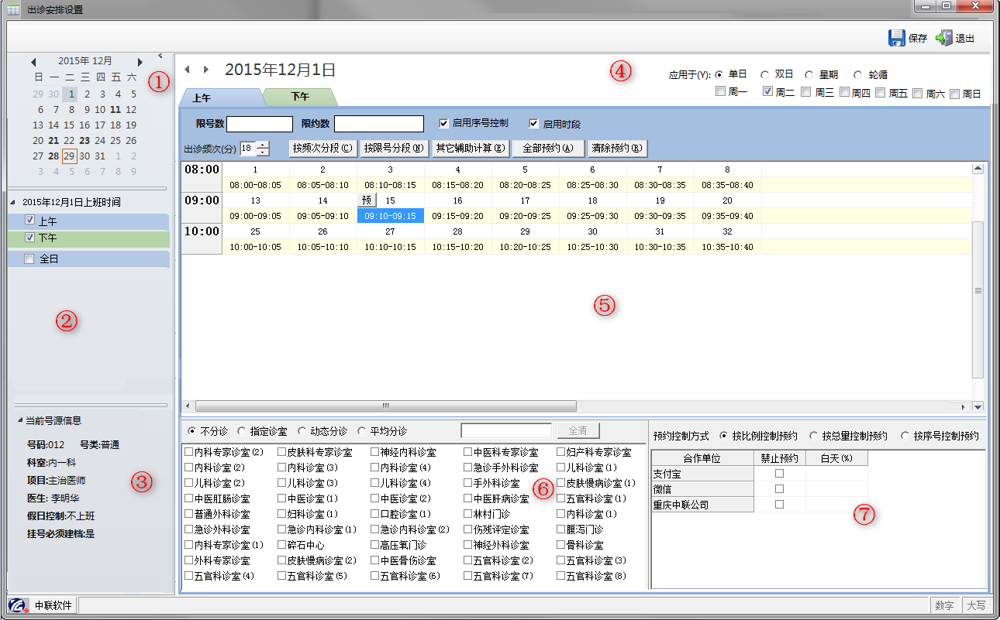 出诊安排设置
保存 退出
2015年 12月
①
日 一 二 三 四 五 六
29 30 1 2 3 4 5
6 7 8 9 10 11 12
13 14 15 16 17 18 19
20 21 22 23 24 25 26
27 28 29 30 31 1 2
3 4 5 6 7 8 9
2015年12月1日上班时间
上午
下午
全日
②
当前号源信息
号码:012 号类:普通
科室:内一科
项目:主治医师
③
医生: 李明华
假日控制:不上班
挂号必须建档:是
2015年12月1日
④
应用于(Y): 单日 双日 星期 轮循
周一 周二 周三 周四 周五 周六 周日
上午 下午
限号数 限约数 启用序号控制 启用时段
出诊频次(分) 18 按频次分段(C) 按限号分段(N) 其它辅助计算(E) 全部预约(A) 清除预约(R)
08:00 1 2 3 4 5 6 7 8
08:00-08:05 08:05-08:10 08:10-08:15 08:15-08:20 08:20-08:25 08:25-08:30 08:30-08:35 08:35-08:40
09:00 13 14 预 15 16 17 18 19 20
09:00-09:05 09:05-09:10 09:10-09:15 09:15-09:20 09:20-09:25 09:25-09:30 09:30-09:35 09:35-09:40
10:00 25 26 27 28 29 30 31 32
10:00-10:05 10:05-10:10 10:10-10:15 10:15-10:20 10:20-10:25 10:25-10:30 10:30-10:35 10:35-10:40
⑤
不分诊 指定诊室 动态分诊 平均分诊 全清
内科专家诊室(2) 皮肤科专家诊室 神经内科诊室 中医科专家诊室 妇产科专家诊室
内科诊室(2) 内科诊室(3) 内科诊室(4) 急诊手外科诊室 儿科诊室(1)
儿科诊室(2) 儿科诊室(3) 儿科诊室(4) 手外科诊室 皮肤慢病诊室(1)
⑥
中医肛肠诊室 中医诊室(1) 中医诊室(2) 中医肝病诊室 五官科诊室(1)
普通外科诊室 妇科诊室(1) 口腔诊室(1) 林村门诊 内科诊室(1)
急诊外科诊室 急诊内科诊室(1) 急诊内科诊室(2) 伤残评定诊室 腹泻门诊
内科专家诊室(1) 碎石中心 高压氧门诊 神经外科诊室 骨科诊室
外科专家诊室 皮肤慢病诊室(2) 中医骨伤诊室 五官科诊室(2) 五官科诊室(3)
五官科诊室(4) 五官科诊室(5) 五官科诊室(6) 五官科诊室(7) 五官科诊室(8)
预约控制方式 按比例控制预约 按总量控制预约 按序号控制预约
合作单位 禁止预约 白天(%)
支付宝
微信
重庆中联公司
⑦
中联软件 数字 大写